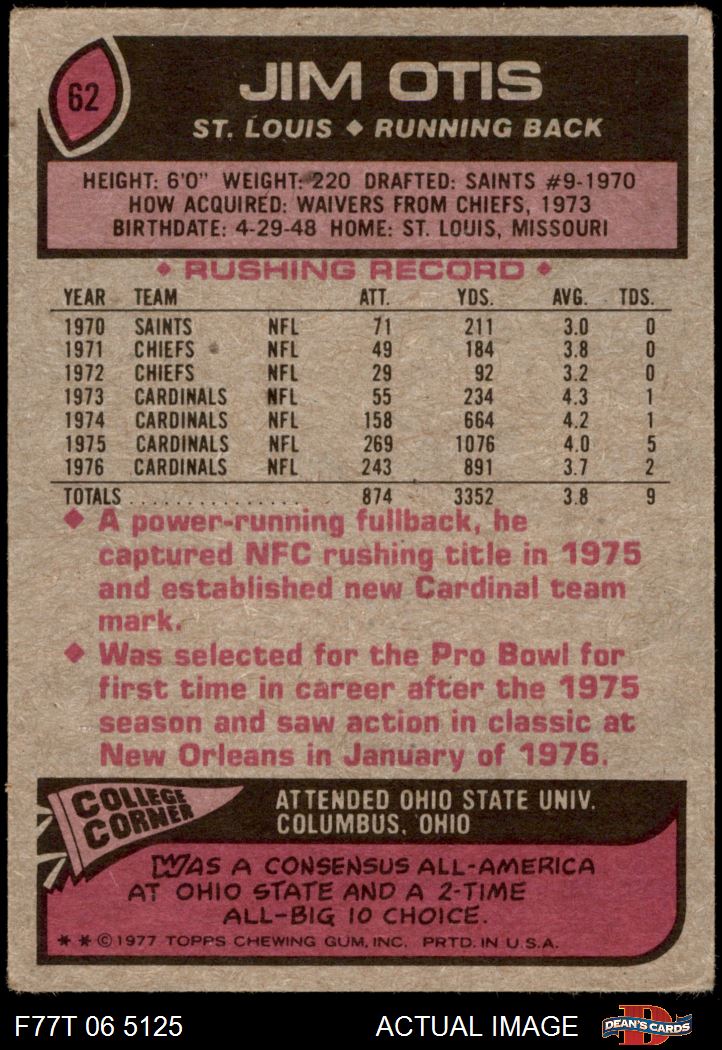 62
JIM OTIS
ST. LOUIS ◆ RUNNING BACK
HEIGHT: 6'0" WEIGHT: 220 DRAFTED: SAINTS #9-1970
HOW ACQUIRED: WAIVERS FROM CHIEFS, 1973
BIRTHDATE: 4-29-48 HOME: ST. LOUIS, MISSOURI
◆ RUSHING RECORD ◆
YEAR TEAM ATT. YDS. AVG. TDS.
1970 SAINTS NFL 71 211 3.0 0
1971 CHIEFS NFL 49 184 3.8 0
1972 CHIEFS NFL 29 92 3.2 0
1973 CARDINALS NFL 55 234 4.3 1
1974 CARDINALS NFL 158 664 4.2 1
1975 CARDINALS NFL 269 1076 4.0 5
1976 CARDINALS NFL 243 891 3.7 2
TOTALS . . . . . . . . . . . . . . . . 874 3352 3.8 9
◆ A power-running fullback, he
captured NFC rushing title in 1975
and established new Cardinal team
mark.
◆ Was selected for the Pro Bowl for
first time in career after the 1975
season and saw action in classic at
New Orleans in January of 1976.
COLLEGE
CORNER
ATTENDED OHIO STATE UNIV.
COLUMBUS, OHIO
WAS A CONSENSUS ALL-AMERICA
AT OHIO STATE AND A 2-TIME
ALL-BIG 10 CHOICE.
* * © 1977 TOPPS CHEWING GUM, INC. PRTD. IN U.S.A.
F77T 06 5125 ACTUAL IMAGE
D
DEAN'S CARDS